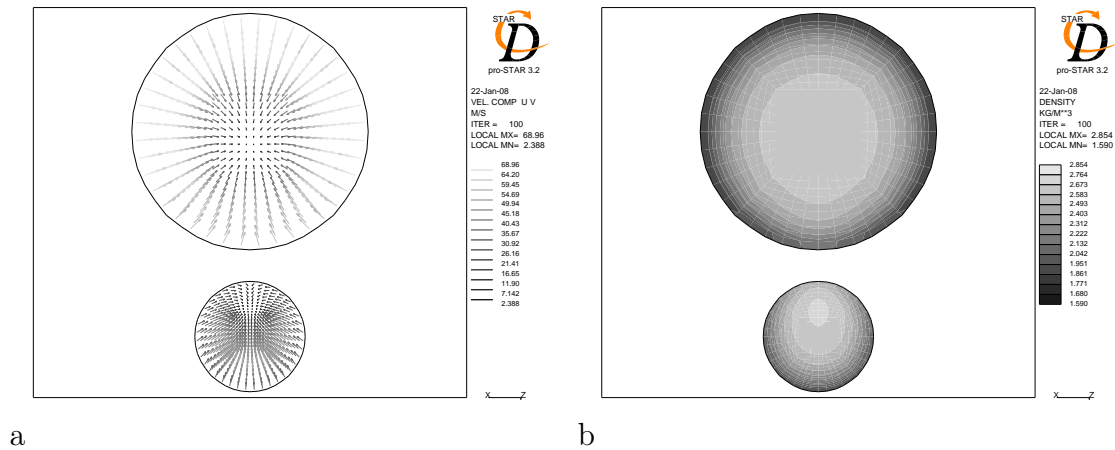 STAR
D
pro-STAR 3.2
22-Jan-08
VEL. COMP U V
M/S
ITER = 100
LOCAL MX= 68.96
LOCAL MN= 2.388
68.96
64.20
59.45
54.69
49.94
45.18
40.43
35.67
30.92
26.16
21.41
16.65
11.90
7.142
2.388
X Z
a
STAR
D
pro-STAR 3.2
22-Jan-08
DENSITY
KG/M**3
ITER = 100
LOCAL MX= 2.854
LOCAL MN= 1.590
2.854
2.764
2.673
2.583
2.493
2.403
2.312
2.222
2.132
2.042
1.951
1.861
1.771
1.680
1.590
X Z
b